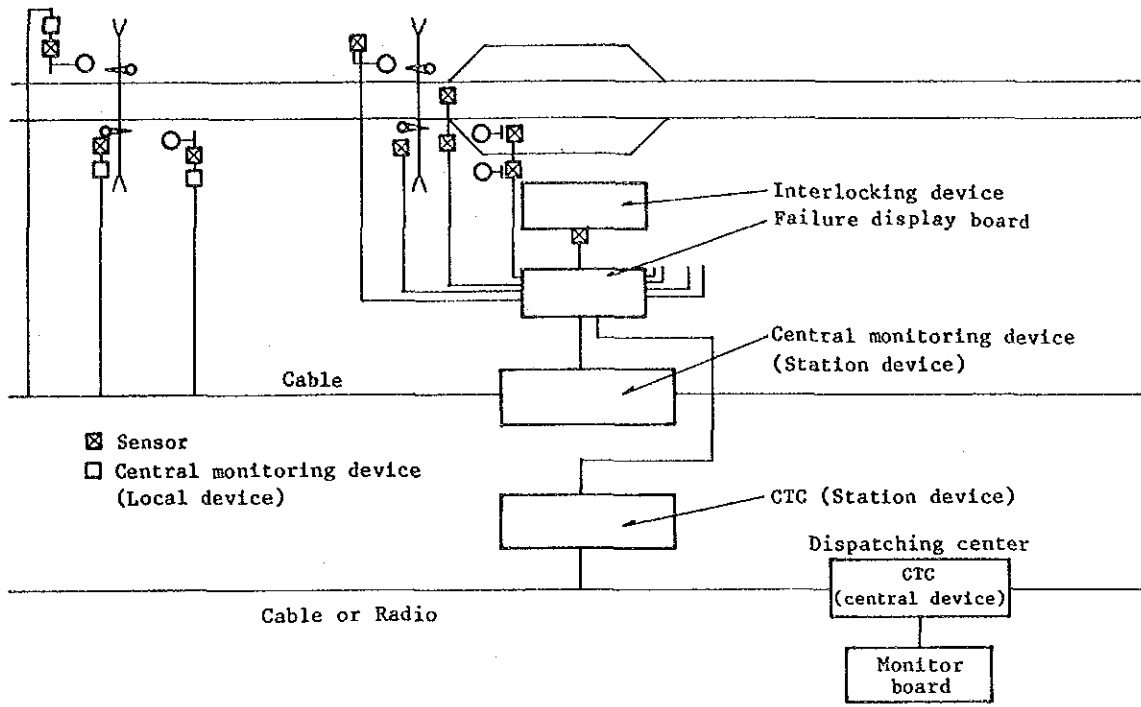 Interlocking device
Failure display board
Central monitoring device
(Station device)
Cable
Sensor
Central monitoring device
(Local device)
CTC (Station device)
Dispatching center
CTC
(central device)
Cable or Radio
Monitor
board